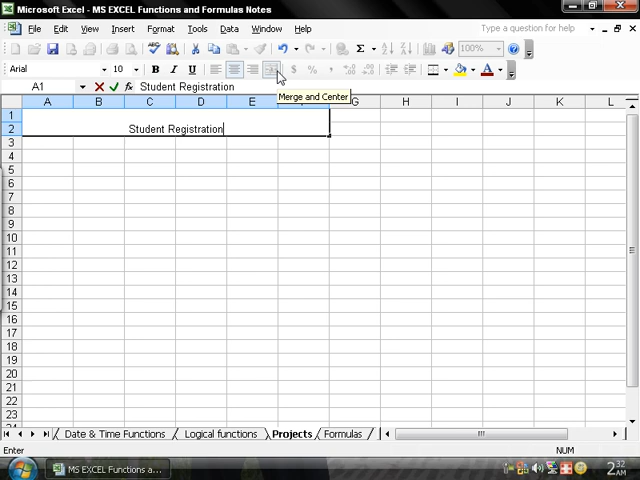 Microsoft Excel - MS EXCEL Functions and Formulas Notes
File Edit View Insert Format Tools Data Window Help Type a question for help
100%
Arial 10 B I U $ % ,
A1 fx Student Registration
Merge and Center
A B C D E G H I J K L
1
2 Student Registration
3
4
5
6
7
8
9
10
11
12
13
14
15
16
17
18
19
20
21
22
23
Date & Time Functions Logical functions Projects Formulas
Enter NUM
MS EXCEL Functions a... 2:32 AM